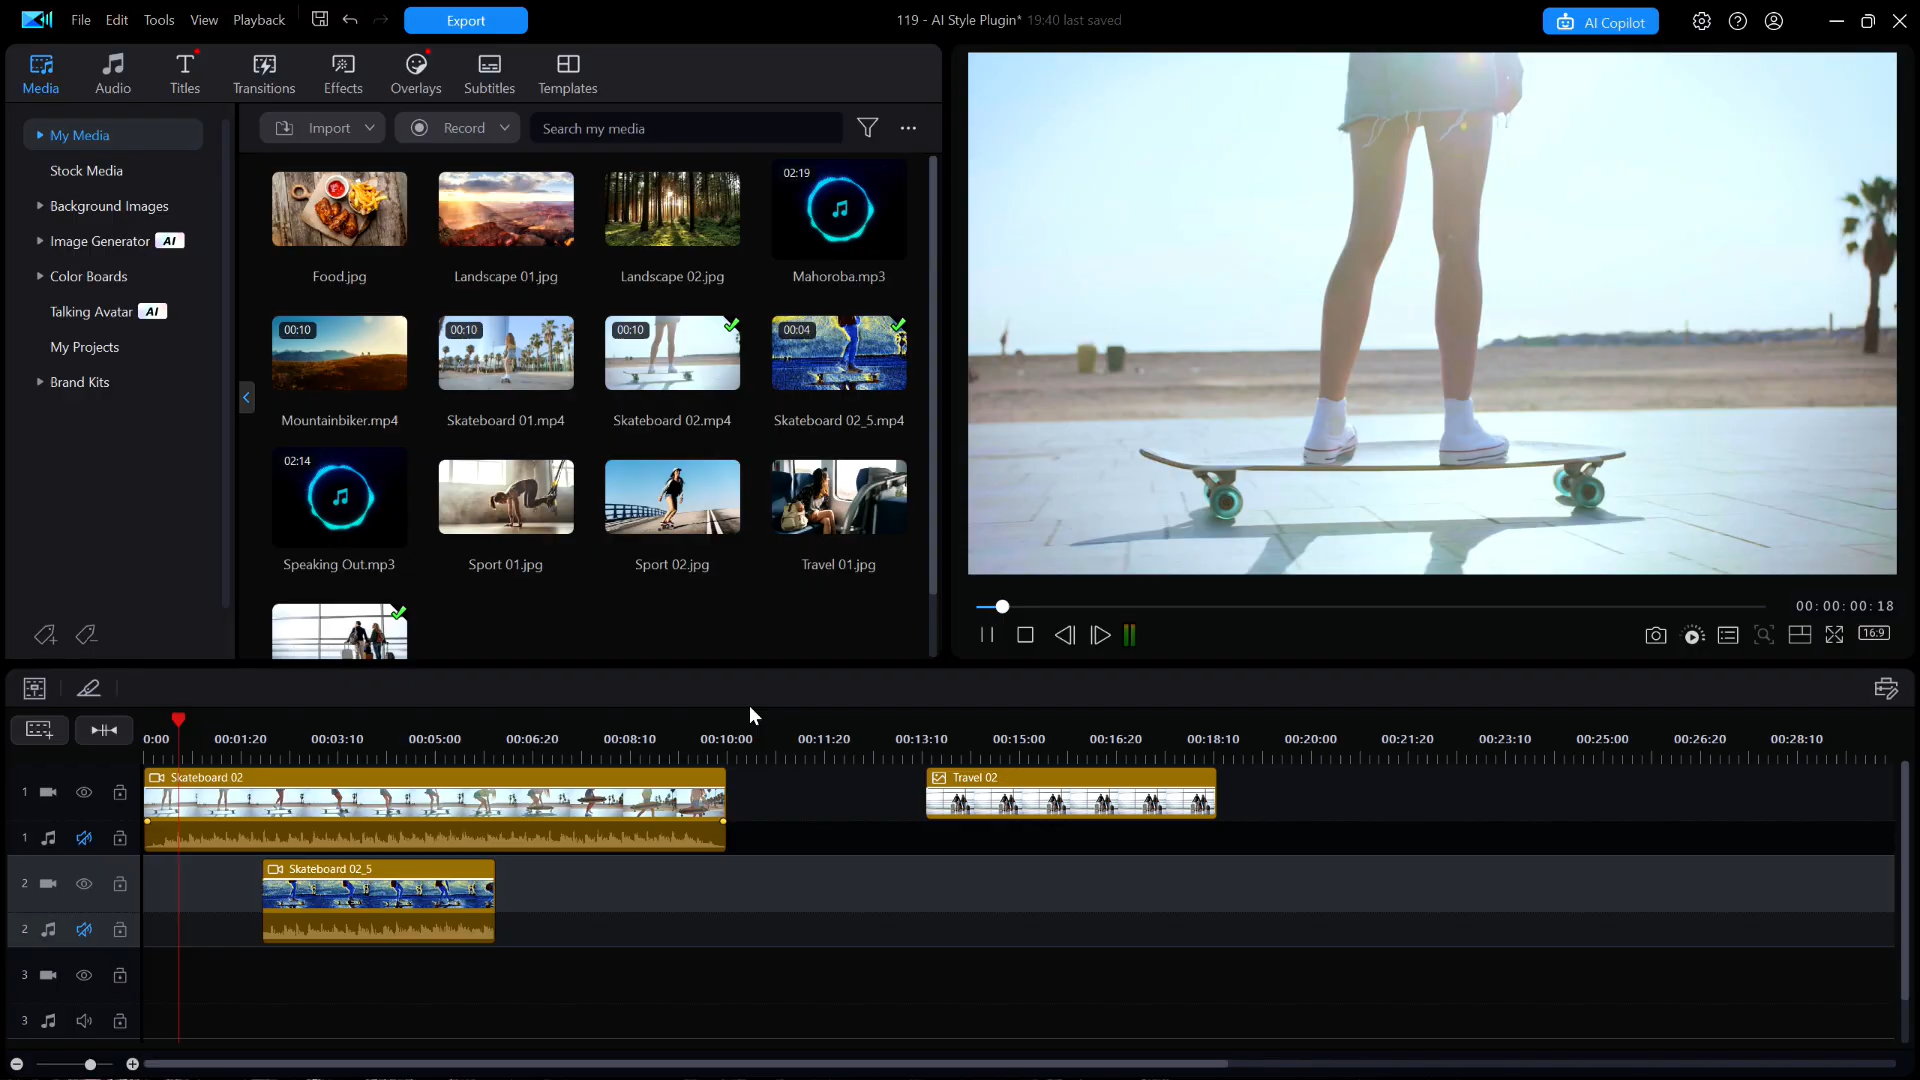 File Edit Tools View Playback Export 119 - AI Style Plugin* 19:40 last saved AI Copilot
Media Audio Titles Transitions Effects Overlays Subtitles Templates
My Media
Stock Media
Background Images
Image Generator AI
Color Boards
Talking Avatar AI
My Projects
Brand Kits
Import Record Search my media
02:19
Food.jpg Landscape 01.jpg Landscape 02.jpg Mahoroba.mp3
00:10 00:10 00:10 00:04
Mountainbiker.mp4 Skateboard 01.mp4 Skateboard 02.mp4 Skateboard 02_5.mp4
02:14
Speaking Out.mp3 Sport 01.jpg Sport 02.jpg Travel 01.jpg
00:00:00:18
16:9
0:00 00:01:20 00:03:10 00:05:00 00:06:20 00:08:10 00:10:00 00:11:20 00:13:10 00:15:00 00:16:20 00:18:10 00:20:00 00:21:20 00:23:10 00:25:00 00:26:20 00:28:10
1 Skateboard 02 Travel 02
1
2 Skateboard 02_5
2
3
3